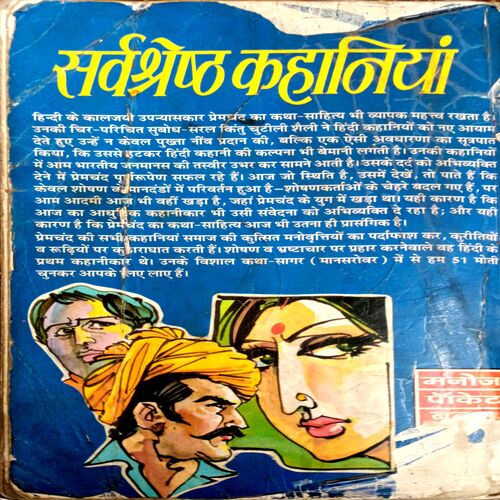 सर्वश्रेष्ठ कहानियां
हिन्दी के कालजयी उपन्यासकार प्रेमचंद का कथा-साहित्य भी व्यापक महत्त्व रखता है।
उनकी चिर-परिचित सुबोध-सरल किंतु चुटीली शैली ने हिंदी कहानियों को नए आयाम
देते हुए उन्हें न केवल पुख्ता नींव प्रदान की, बल्कि एक ऐसी अवधारणा का सूत्रपात
किया, कि उससे हटकर हिंदी कहानी की कल्पना भी बेमानी लगती है। उनकी कहानियों
में आम भारतीय जनमानस की तस्वीर उभर कर सामने आती है। उसके दर्द को अभिव्यक्ति
देने में प्रेमचंद पूर्णरूपेण सफल रहे हैं। आज जो स्थिति है, उसमें देखें, तो पाते हैं कि
केवल शोषण के मानदंडों में परिवर्तन हुआ है-शोषणकर्ताओं के चेहरे बदल गए हैं, पर
आम आदमी आज भी वहीं खड़ा है, जहां प्रेमचंद के युग में खड़ा था। यही कारण है कि
आज का आधुनिक कहानीकार भी उसी संवेदना को अभिव्यक्ति दे रहा है; और यही
कारण है कि प्रेमचंद का कथा-साहित्य आज भी उतना ही प्रासंगिक है।
प्रेमचंद की सभी कहानियां समाज की कुत्सित मनोवृत्तियों का पर्दाफाश कर, कुरीतियों
व रूढ़ियों पर कुठाराघात करती हैं। शोषण व भ्रष्टाचार पर प्रहार करनेवाले वह हिंदी के
प्रथम कहानीकार थे। उनके विशाल कथा-सागर (मानसरोवर) में से हम 51 मोती
चुनकर आपके लिए लाए हैं।
मनोज
पॉकेट